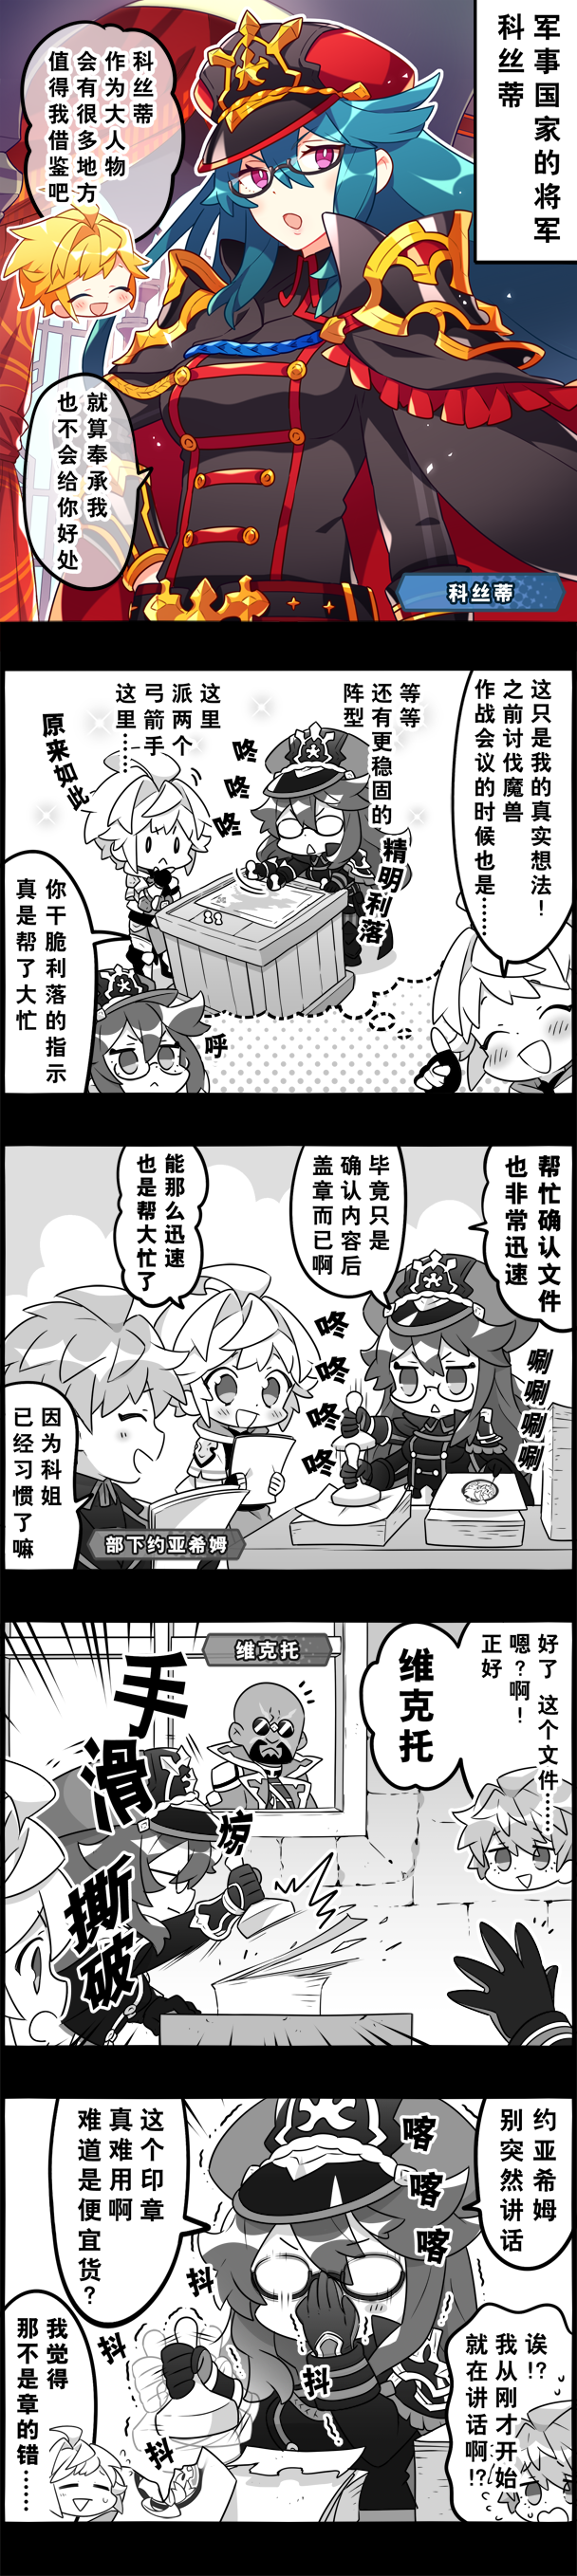 军事国家的将军
科丝蒂
科丝蒂
作为大人物
会有很多地方
值得我借鉴吧
就算奉承我
也不会给你好处
科丝蒂
这只是我的真实想法！
之前讨伐魔兽
作战会议的时候也是……
等等
还有更稳固的
阵型
这里
派两个
弓箭手
这里……
咚
咚
咚
原来如此
精明利落
你干脆利落的指示
真是帮了大忙
呼
帮忙确认文件
也非常迅速
毕竟只是
确认内容后
盖章而已啊
能那么迅速
也是帮大忙了
唰
唰
唰
唰
咚
咚
咚
咚
因为科姐
已经习惯了嘛
部下约亚希姆
好了 这个文件……
嗯?啊!
正好
维克托
维克托
手滑
撕破
惊
约亚希姆
别突然讲话
喀
喀
喀
这个印章
真难用啊
难道是便宜货?
抖
抖
抖
抖
诶!?
我从刚才开始
就在讲话啊!?
我觉得
那不是章的错……